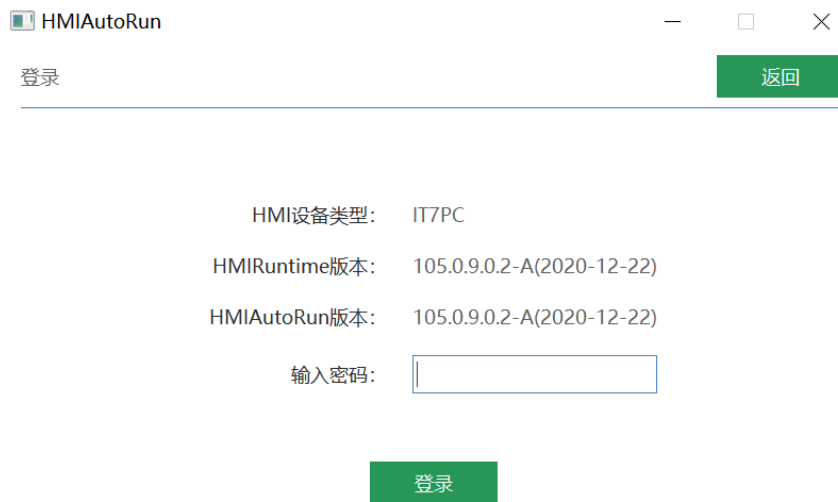 HMIAutoRun
登录 返回
HMI设备类型： IT7PC
HMIRuntime版本： 105.0.9.0.2-A(2020-12-22)
HMIAutoRun版本： 105.0.9.0.2-A(2020-12-22)
输入密码：
登录